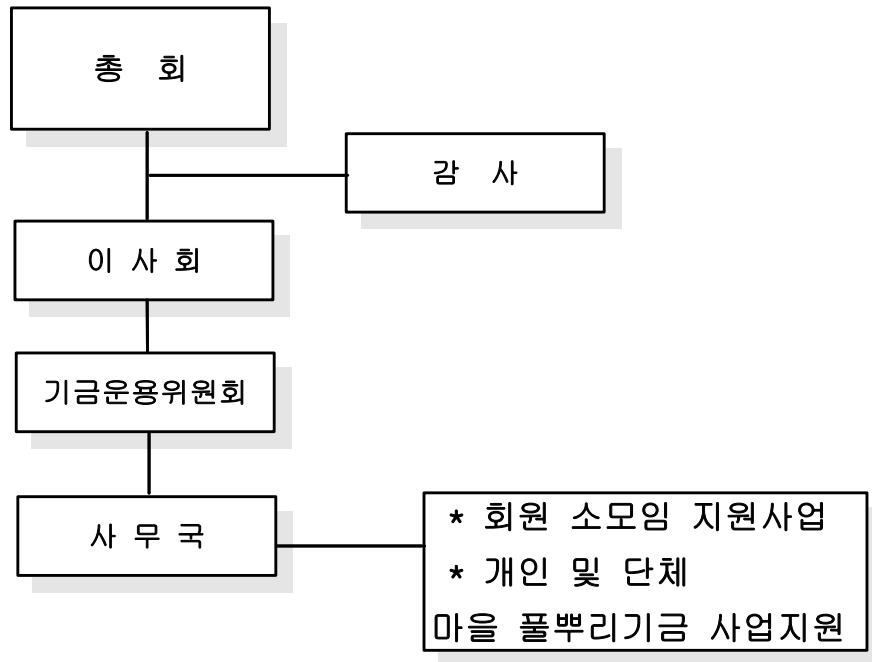 총 회
감 사
이 사 회
기금운용위원회
사 무 국
* 회원 소모임 지원사업
* 개인 및 단체
마을 풀뿌리기금 사업지원